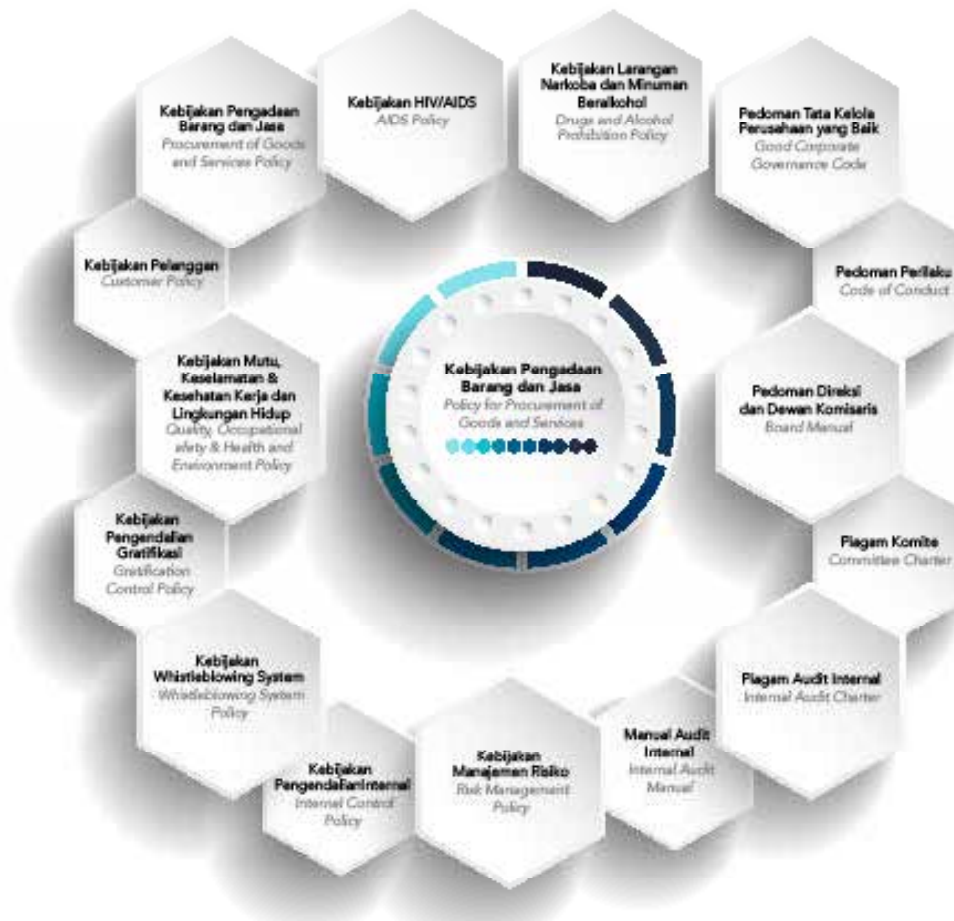 Kebijakan Pengadaan
Barang dan Jasa
Procurement of Goods
and Services Policy
Kebijakan HIV/AIDS
AIDS Policy
Kebijakan Larangan
Narkoba dan Minuman
Beralkohol
Drugs and Alcohol
Prohibition Policy
Pedoman Tata Kelola
Perusahaan yang Baik
Good Corporate
Governance Code
Kebijakan Pelanggan
Customer Policy
Pedoman Perilaku
Code of Conduct
Kebijakan Mutu,
Keselamatan &
Kesehatan Kerja dan
Lingkungan Hidup
Quality, Occupational
afety & Health and
Environment Policy
Kebijakan Pengadaan
Barang dan Jasa
Policy for Procurement of
Goods and Services
Pedoman Direksi
dan Dewan Komisaris
Board Manual
Kebijakan
Pengendalian
Gratifikasi
Gratification
Control Policy
Piagam Komite
Committee Charter
Kebijakan
Whistleblowing System
Whistleblowing System
Policy
Piagam Audit Internal
Internal Audit Charter
Kebijakan
PengendalianInternal
Internal Control
Policy
Kebijakan
Manajemen Risiko
Risk Management
Policy
Manual Audit
Internal
Internal Audit
Manual